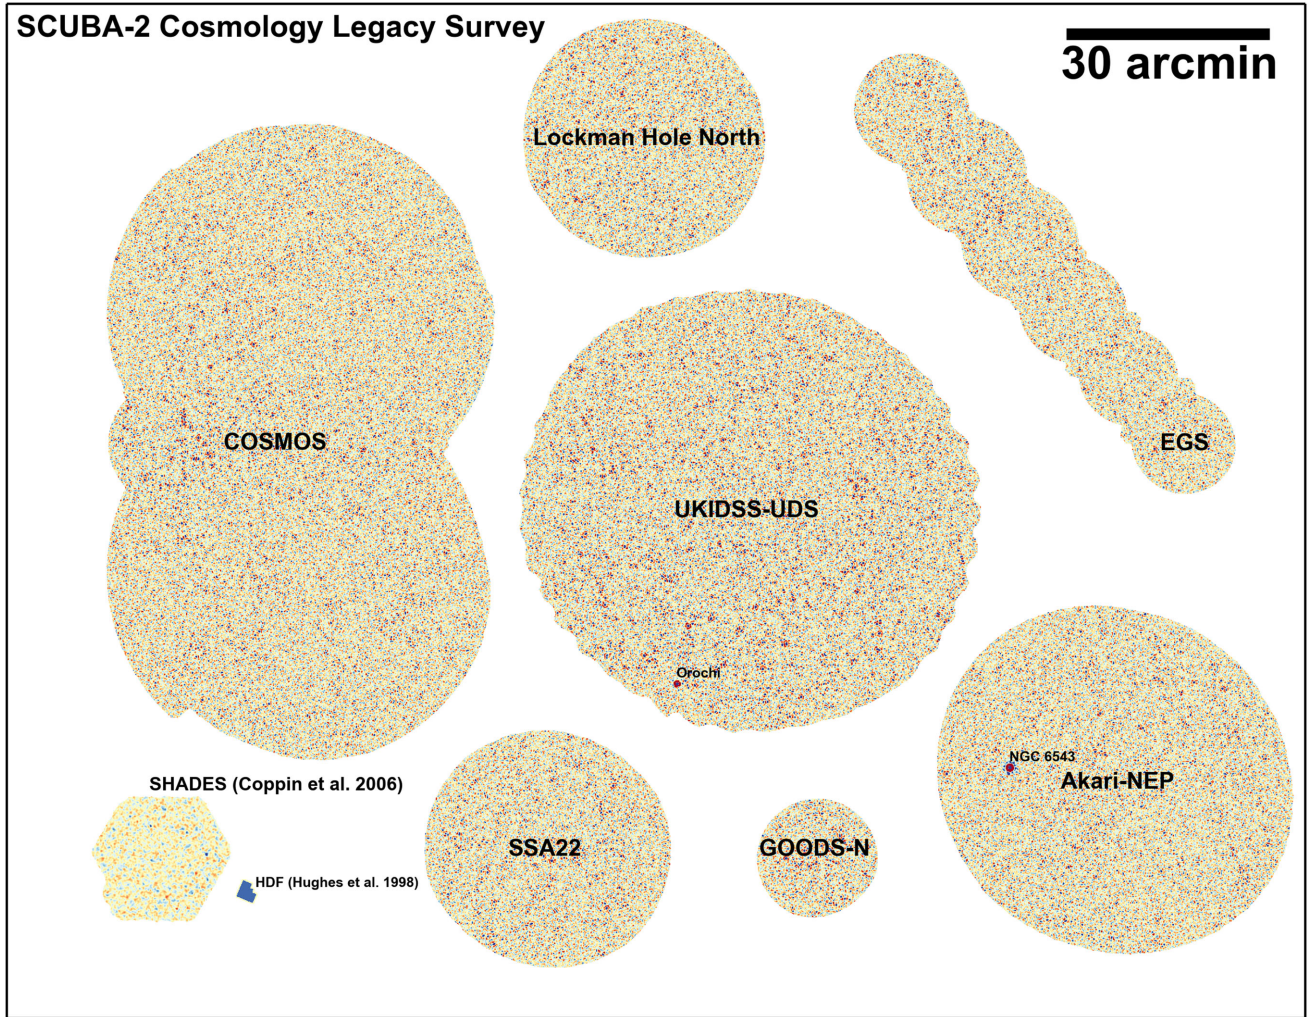 SCUBA-2 Cosmology Legacy Survey
30 arcmin
Lockman Hole North
COSMOS
EGS
UKIDSS-UDS
Orochi
NGC 6543
Akari-NEP
SHADES (Coppin et al. 2006)
SSA22
GOODS-N
HDF (Hughes et al. 1998)